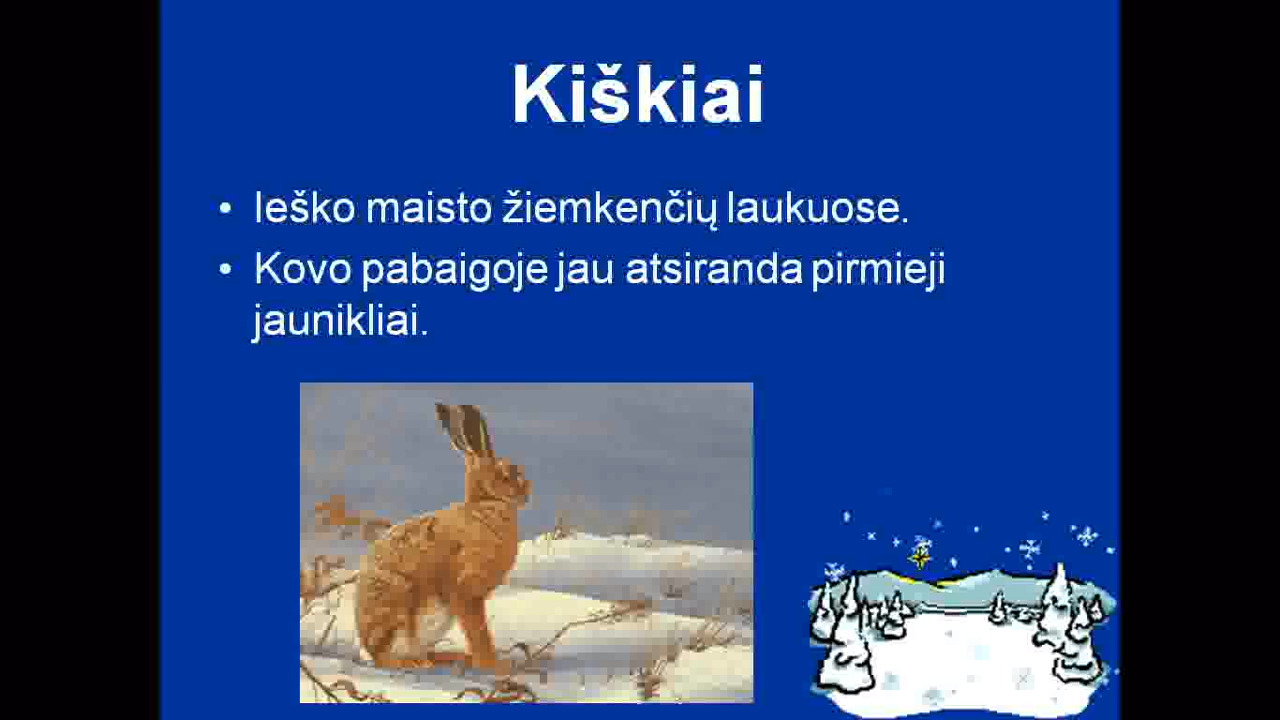 Kiškiai
• Ieško maisto žiemkenčių laukuose.
• Kovo pabaigoje jau atsiranda pirmieji
jaunikliai.